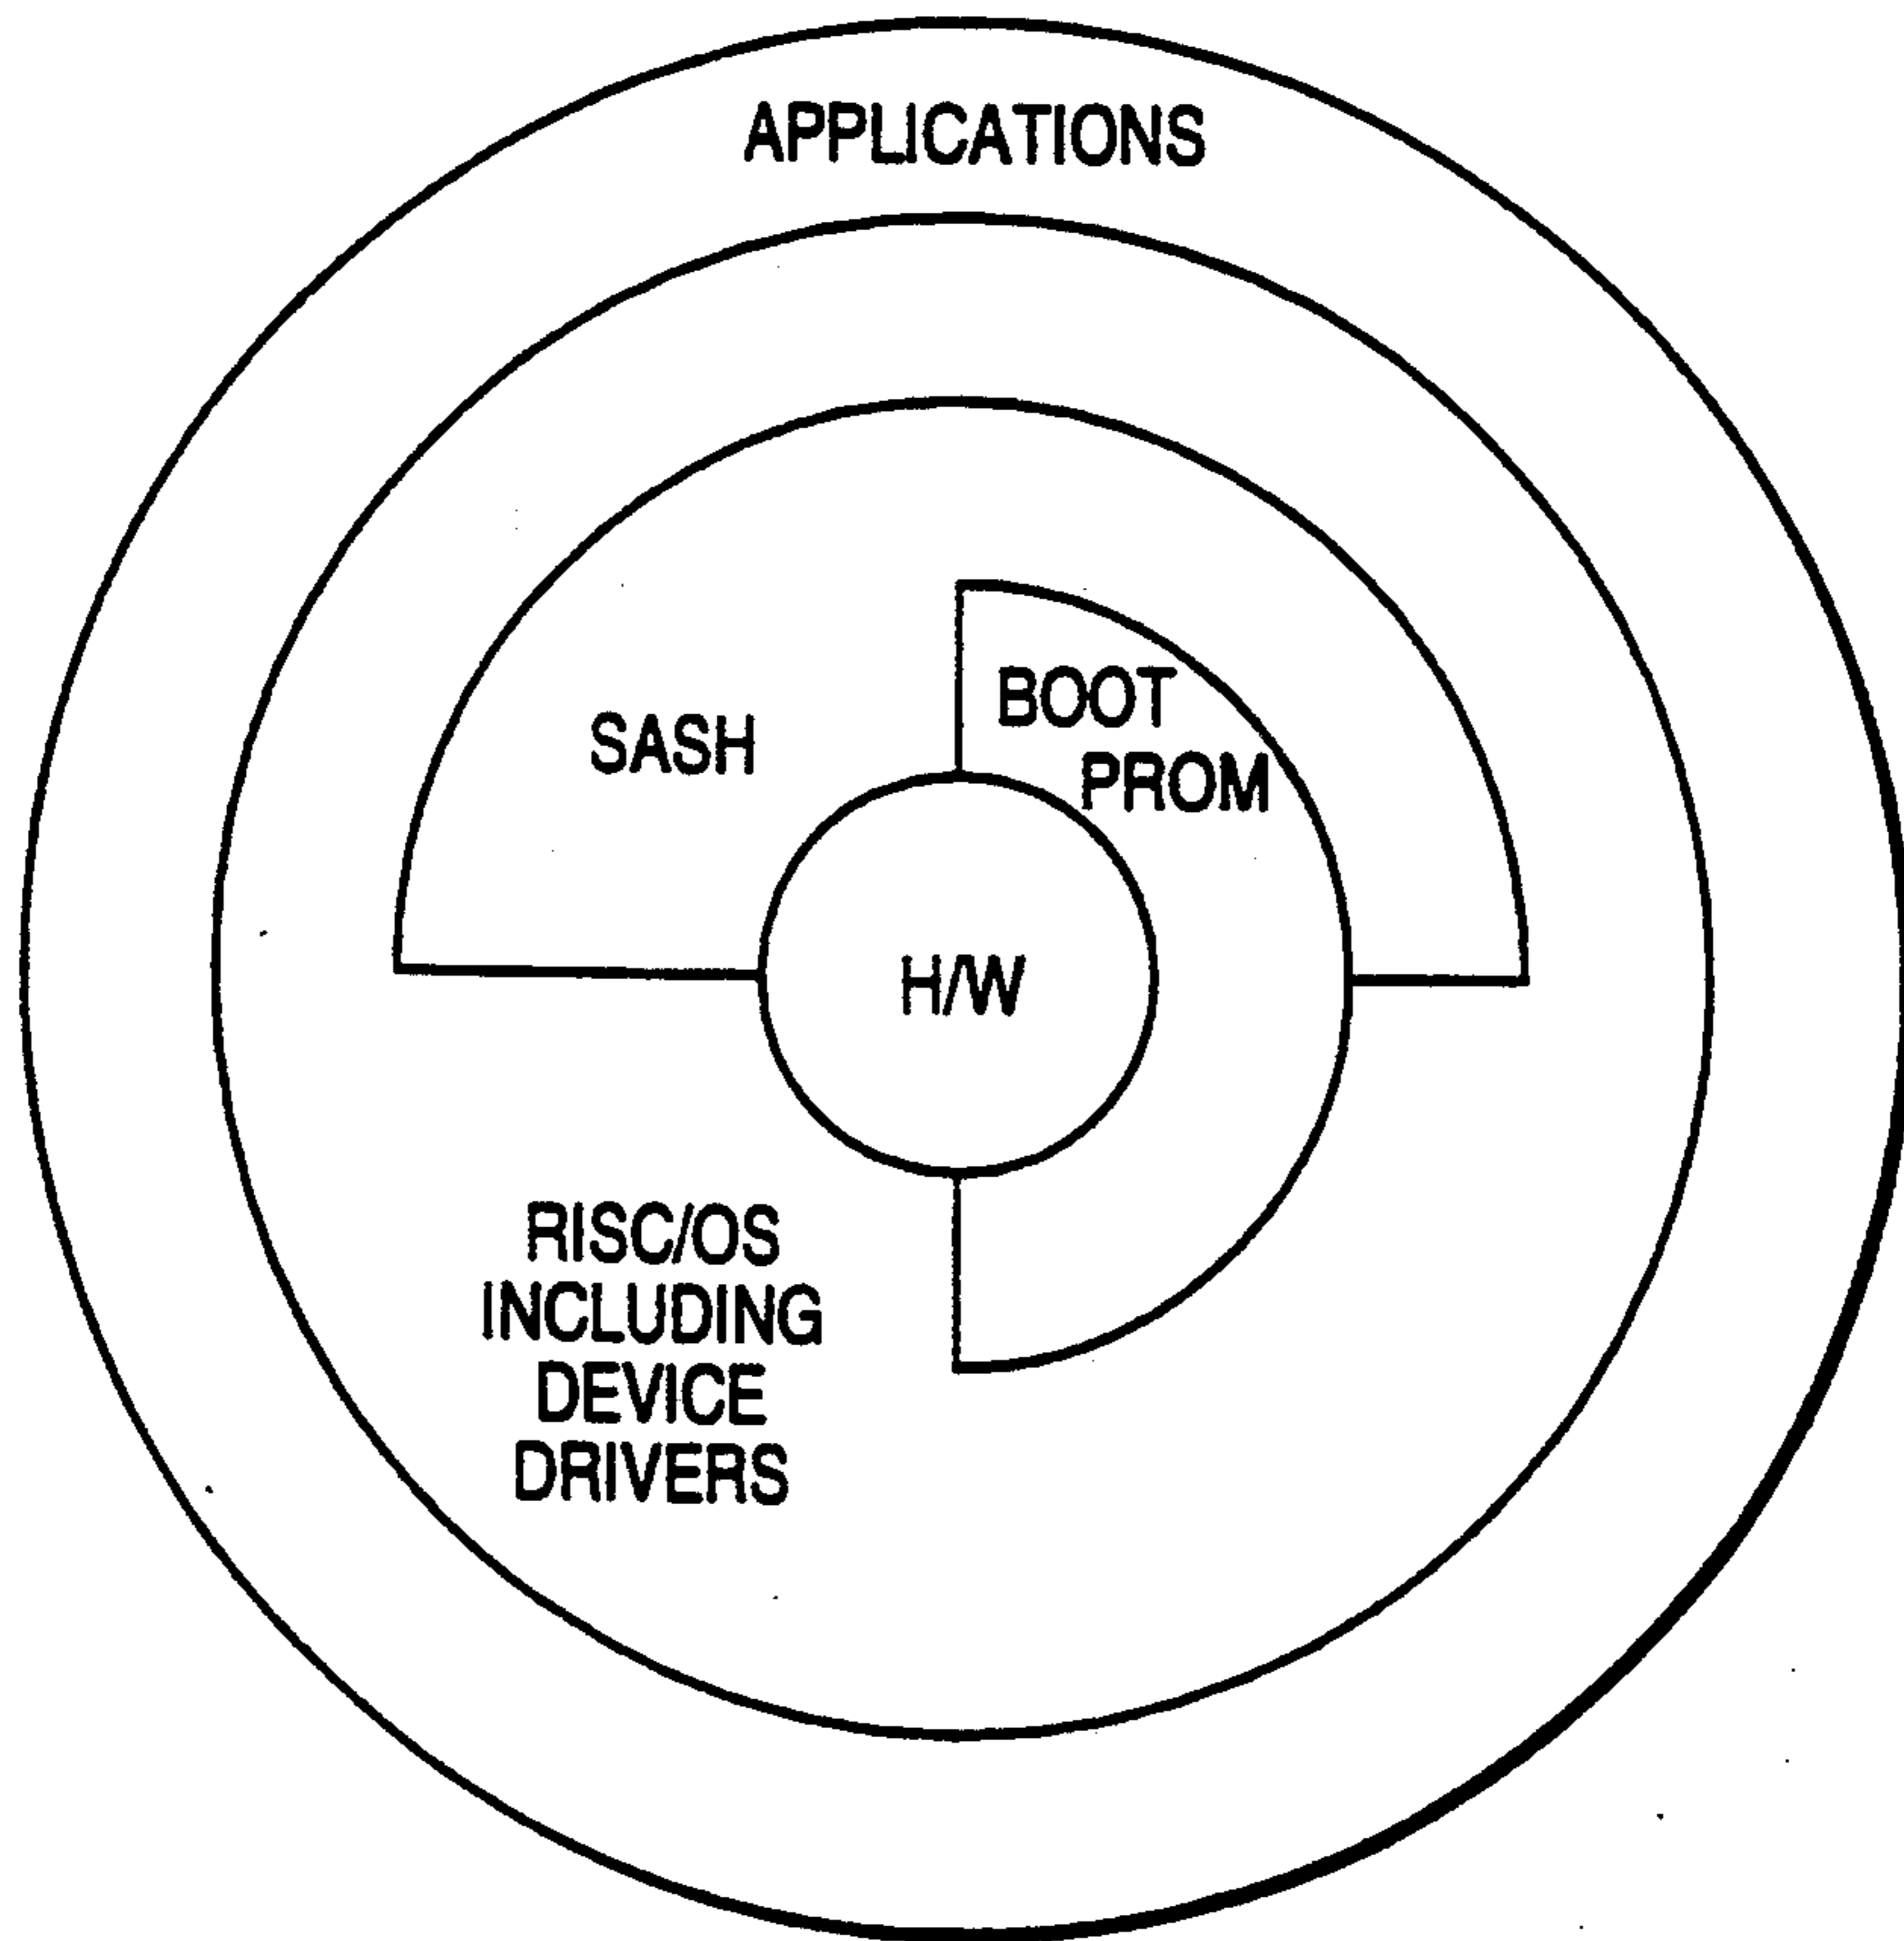 APPLICATIONS
SASH
BOOT
PROM
H/W
RISC/OS
INCLUDING
DEVICE
DRIVERS